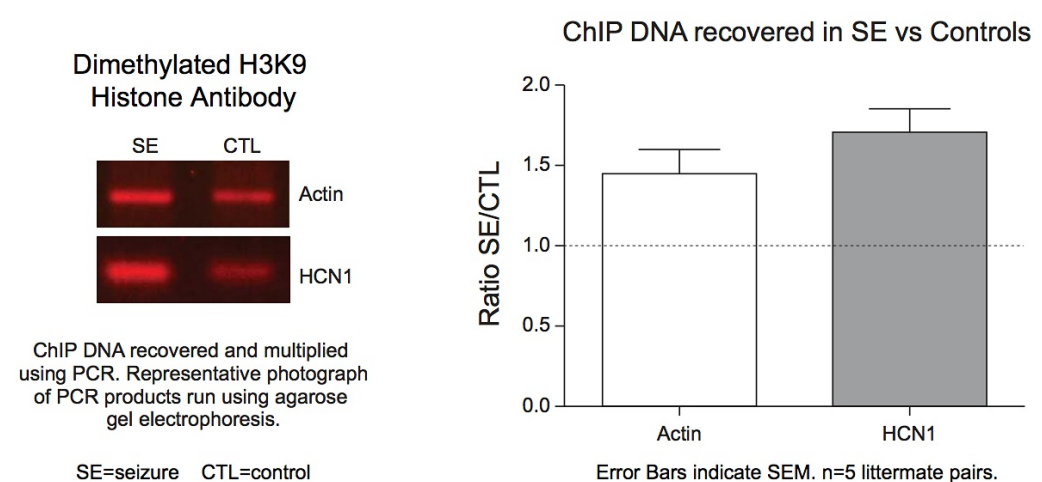 Dimethylated H3K9
Histone Antibody
SE CTL
Actin
HCN1
ChIP DNA recovered and multiplied
using PCR. Representative photograph
of PCR products run using agarose
gel electrophoresis.
SE=seizure CTL=control
ChIP DNA recovered in SE vs Controls
Ratio SE/CTL
2.0
1.5
1.0
0.5
0.0
Actin HCN1
Error Bars indicate SEM. n=5 littermate pairs.